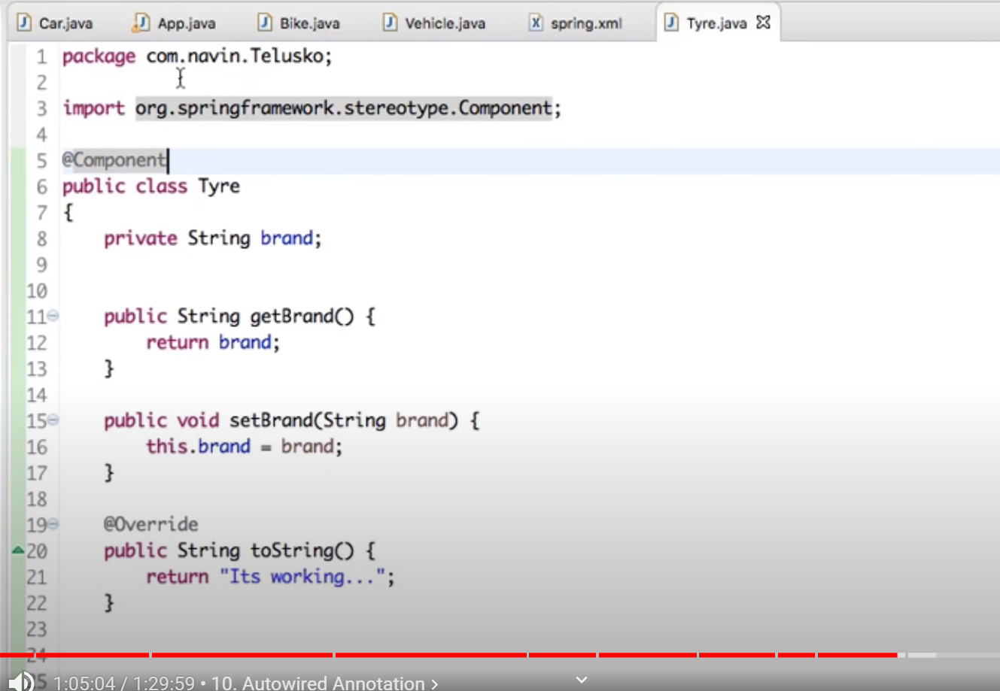 Car.java App.java Bike.java Vehicle.java spring.xml Tyre.java
1 package com.navin.Telusko;
2
3 import org.springframework.stereotype.Component;
4
5 @Component
6 public class Tyre
7 {
8 private String brand;
9
10
11 public String getBrand() {
12 return brand;
13 }
14
15 public void setBrand(String brand) {
16 this.brand = brand;
17 }
18
19 @Override
20 public String toString() {
21 return "Its working...";
22 }
23
24
25
1:05:04 / 1:29:59 • 10. Autowired Annotation >